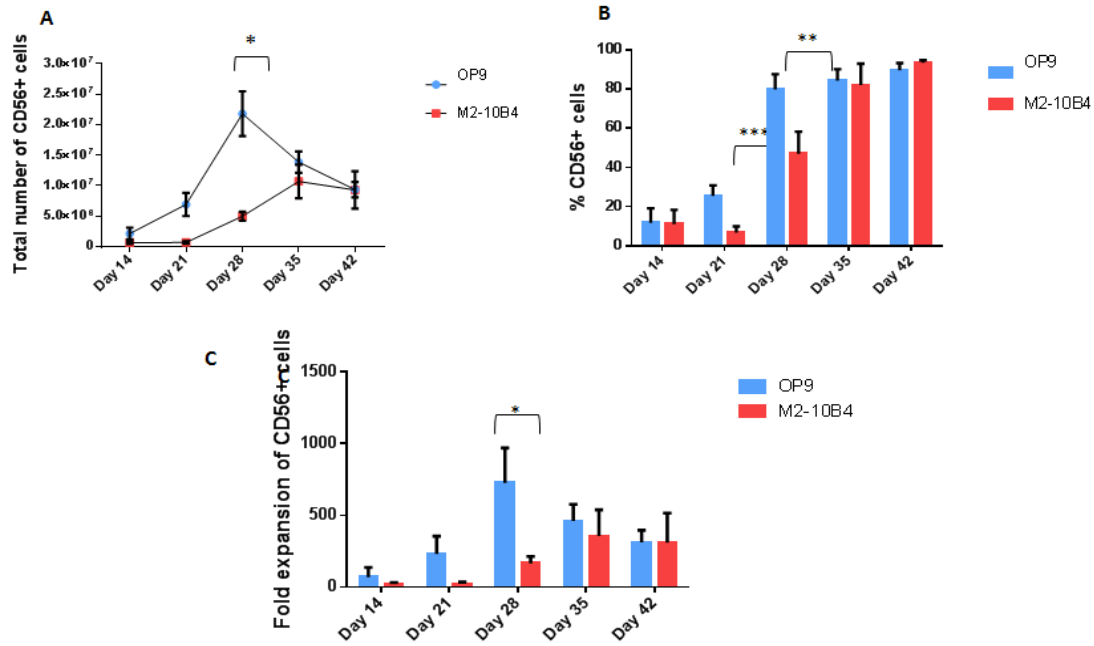 A
*
Total number of CD56+ cells
3.0×10⁷
2.5×10⁷
2.0×10⁷
1.5×10⁷
1.0×10⁷
5.0×10⁶
0
Day 14
Day 21
Day 28
Day 35
Day 42
OP9
M2-10B4
B
**
***
% CD56+ cells
100
80
60
40
20
0
Day 14
Day 21
Day 28
Day 35
Day 42
OP9
M2-10B4
C
*
Fold expansion of CD56+ cells
1500
1000
500
0
Day 14
Day 21
Day 28
Day 35
Day 42
OP9
M2-10B4